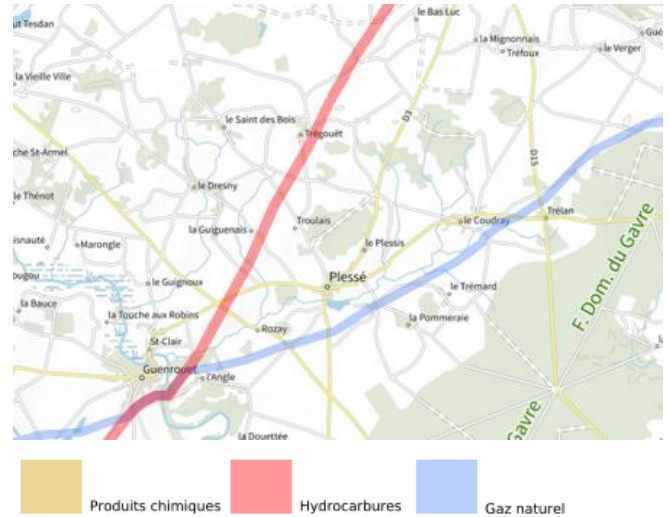 ut Tesdan
le Bas Luc
la Mignonnais
Tréfoux
le Verger
la Vieille Ville
le Saint des Bois
Trégouët
D3
D15
che St-Armel
le Thénot
le Dresny
Troulais
la Guiguenais
le Coudray
Trélan
isnauté
Marongle
le Plessis
F. Dom. du Gavre
ougou
le Guignoux
Plessé
le Trémard
la Bauce
la Touche aux Robins
Rozay
la Pommeraie
St-Clair
Guenrouet
l'Angle
Gavre
la Douettée
Produits chimiques
Hydrocarbures
Gaz naturel